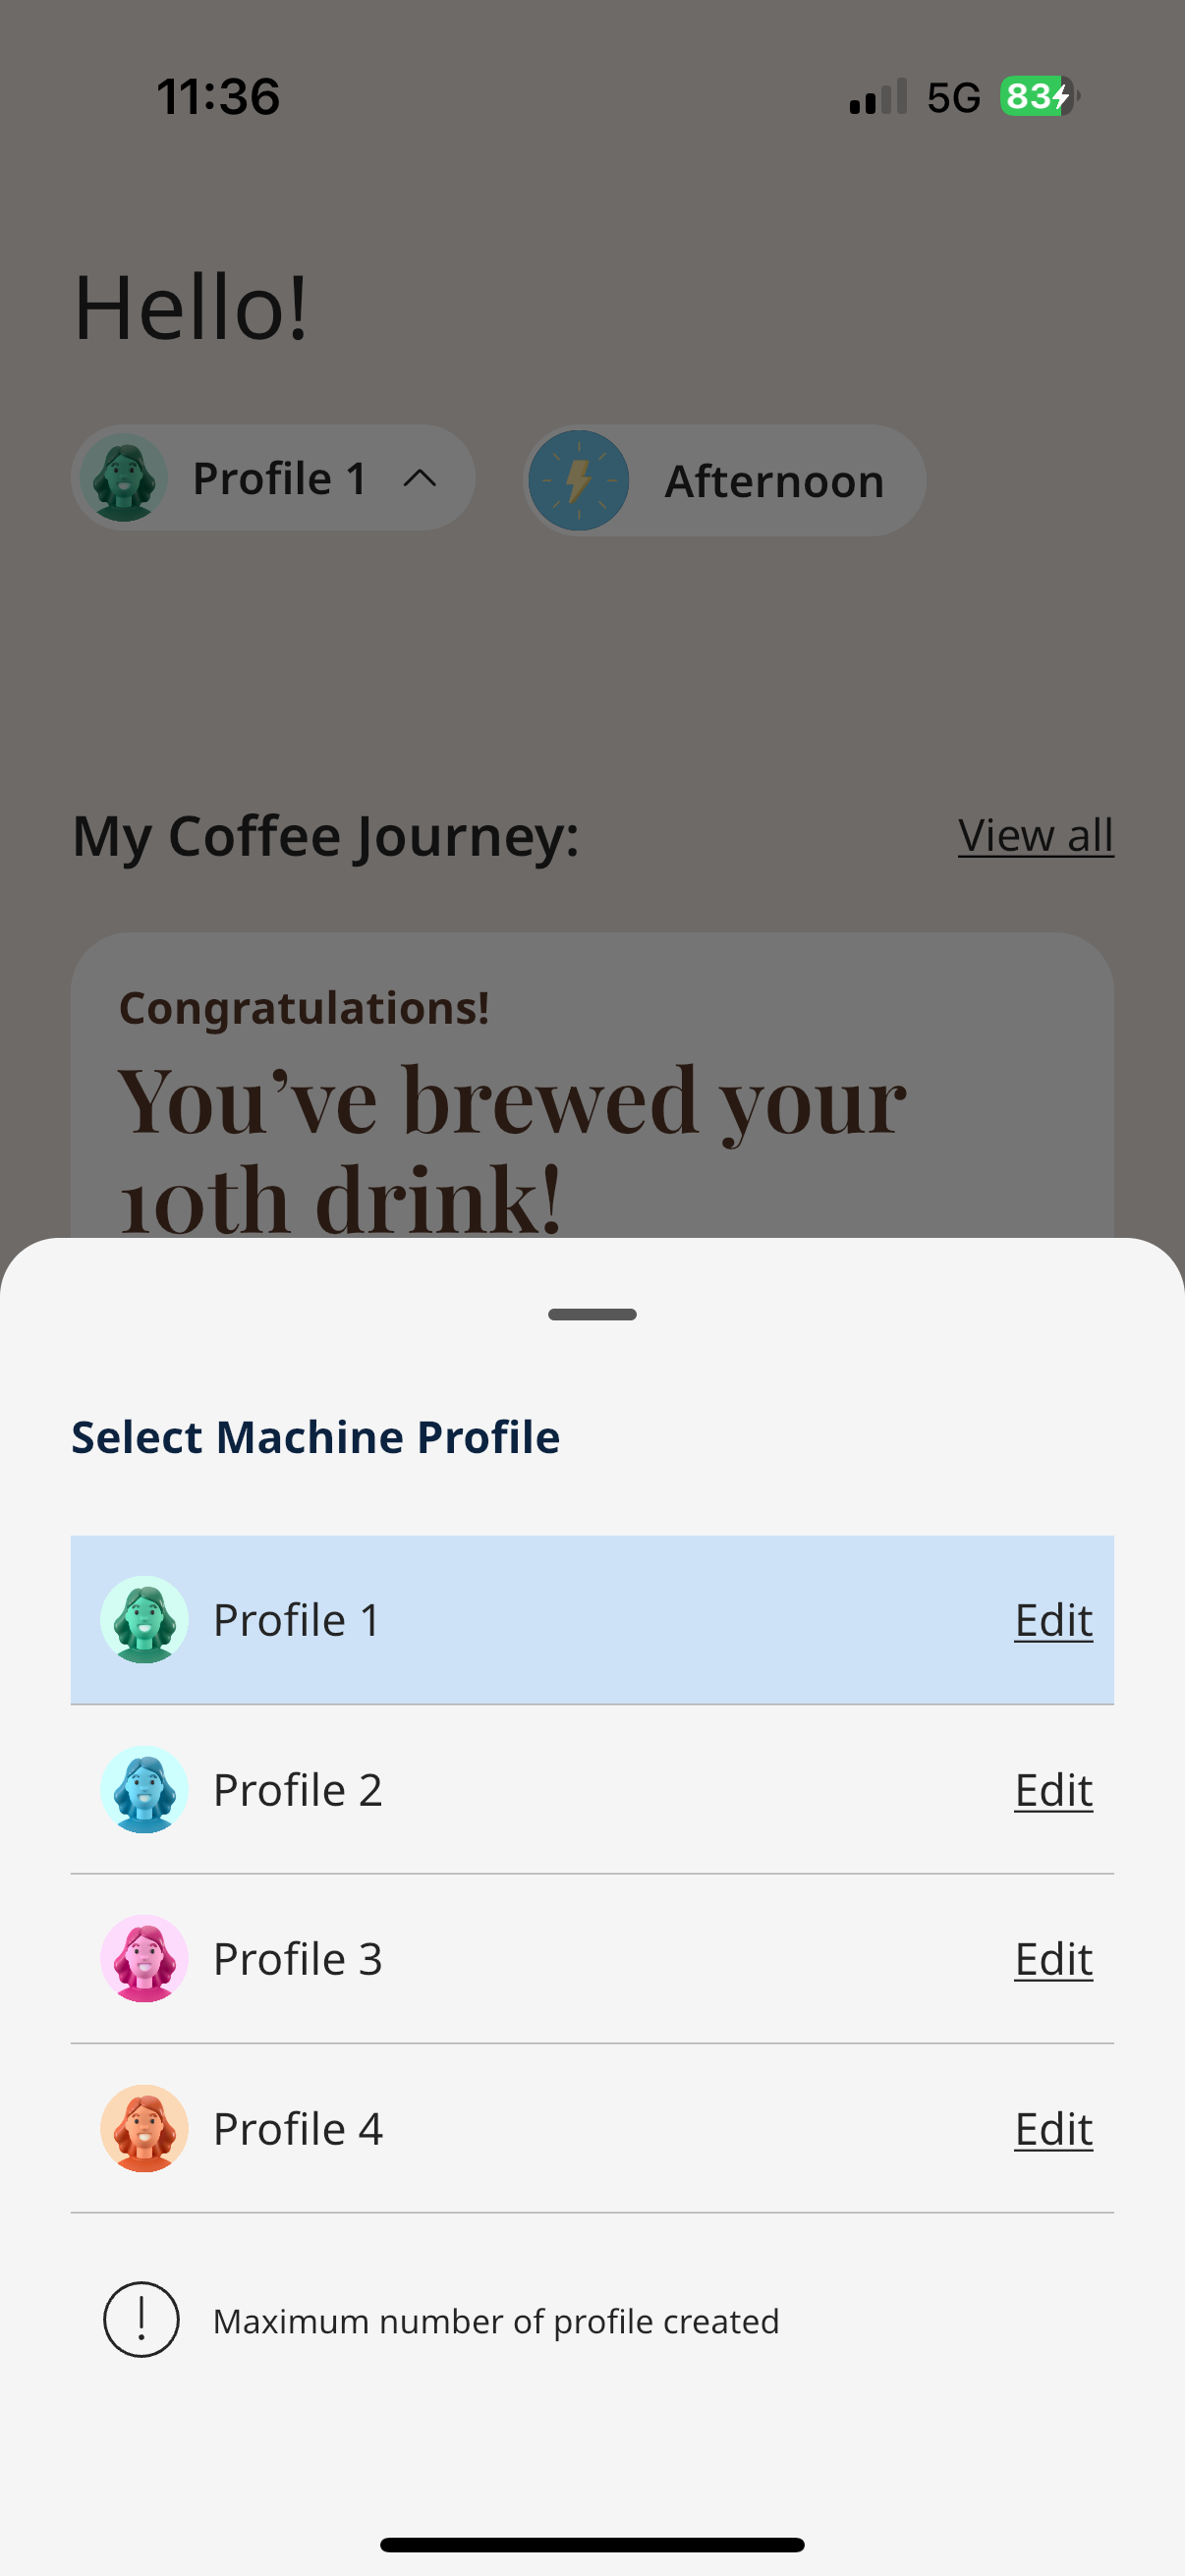 11:36
5G
83
Hello!
Profile 1
Afternoon
My Coffee Journey:
View all
Congratulations!
You’ve brewed your
10th drink!
Select Machine Profile
Profile 1
Edit
Profile 2
Edit
Profile 3
Edit
Profile 4
Edit
Maximum number of profile created